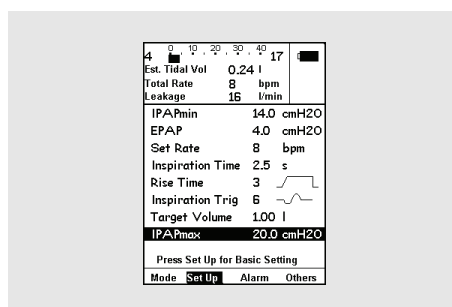 0 10 20 30 40
4 17
Est. Tidal Vol 0.24 l
Total Rate 8 bpm
Leakage 16 l/min
IPAPmin 14.0 cmH2O
EPAP 4.0 cmH2O
Set Rate 8 bpm
Inspiration Time 2.5 s
Rise Time 3
Inspiration Trig 6
Target Volume 1.00 l
IPAPmax 20.0 cmH2O
Press Set Up for Basic Setting
Mode Set Up Alarm Others